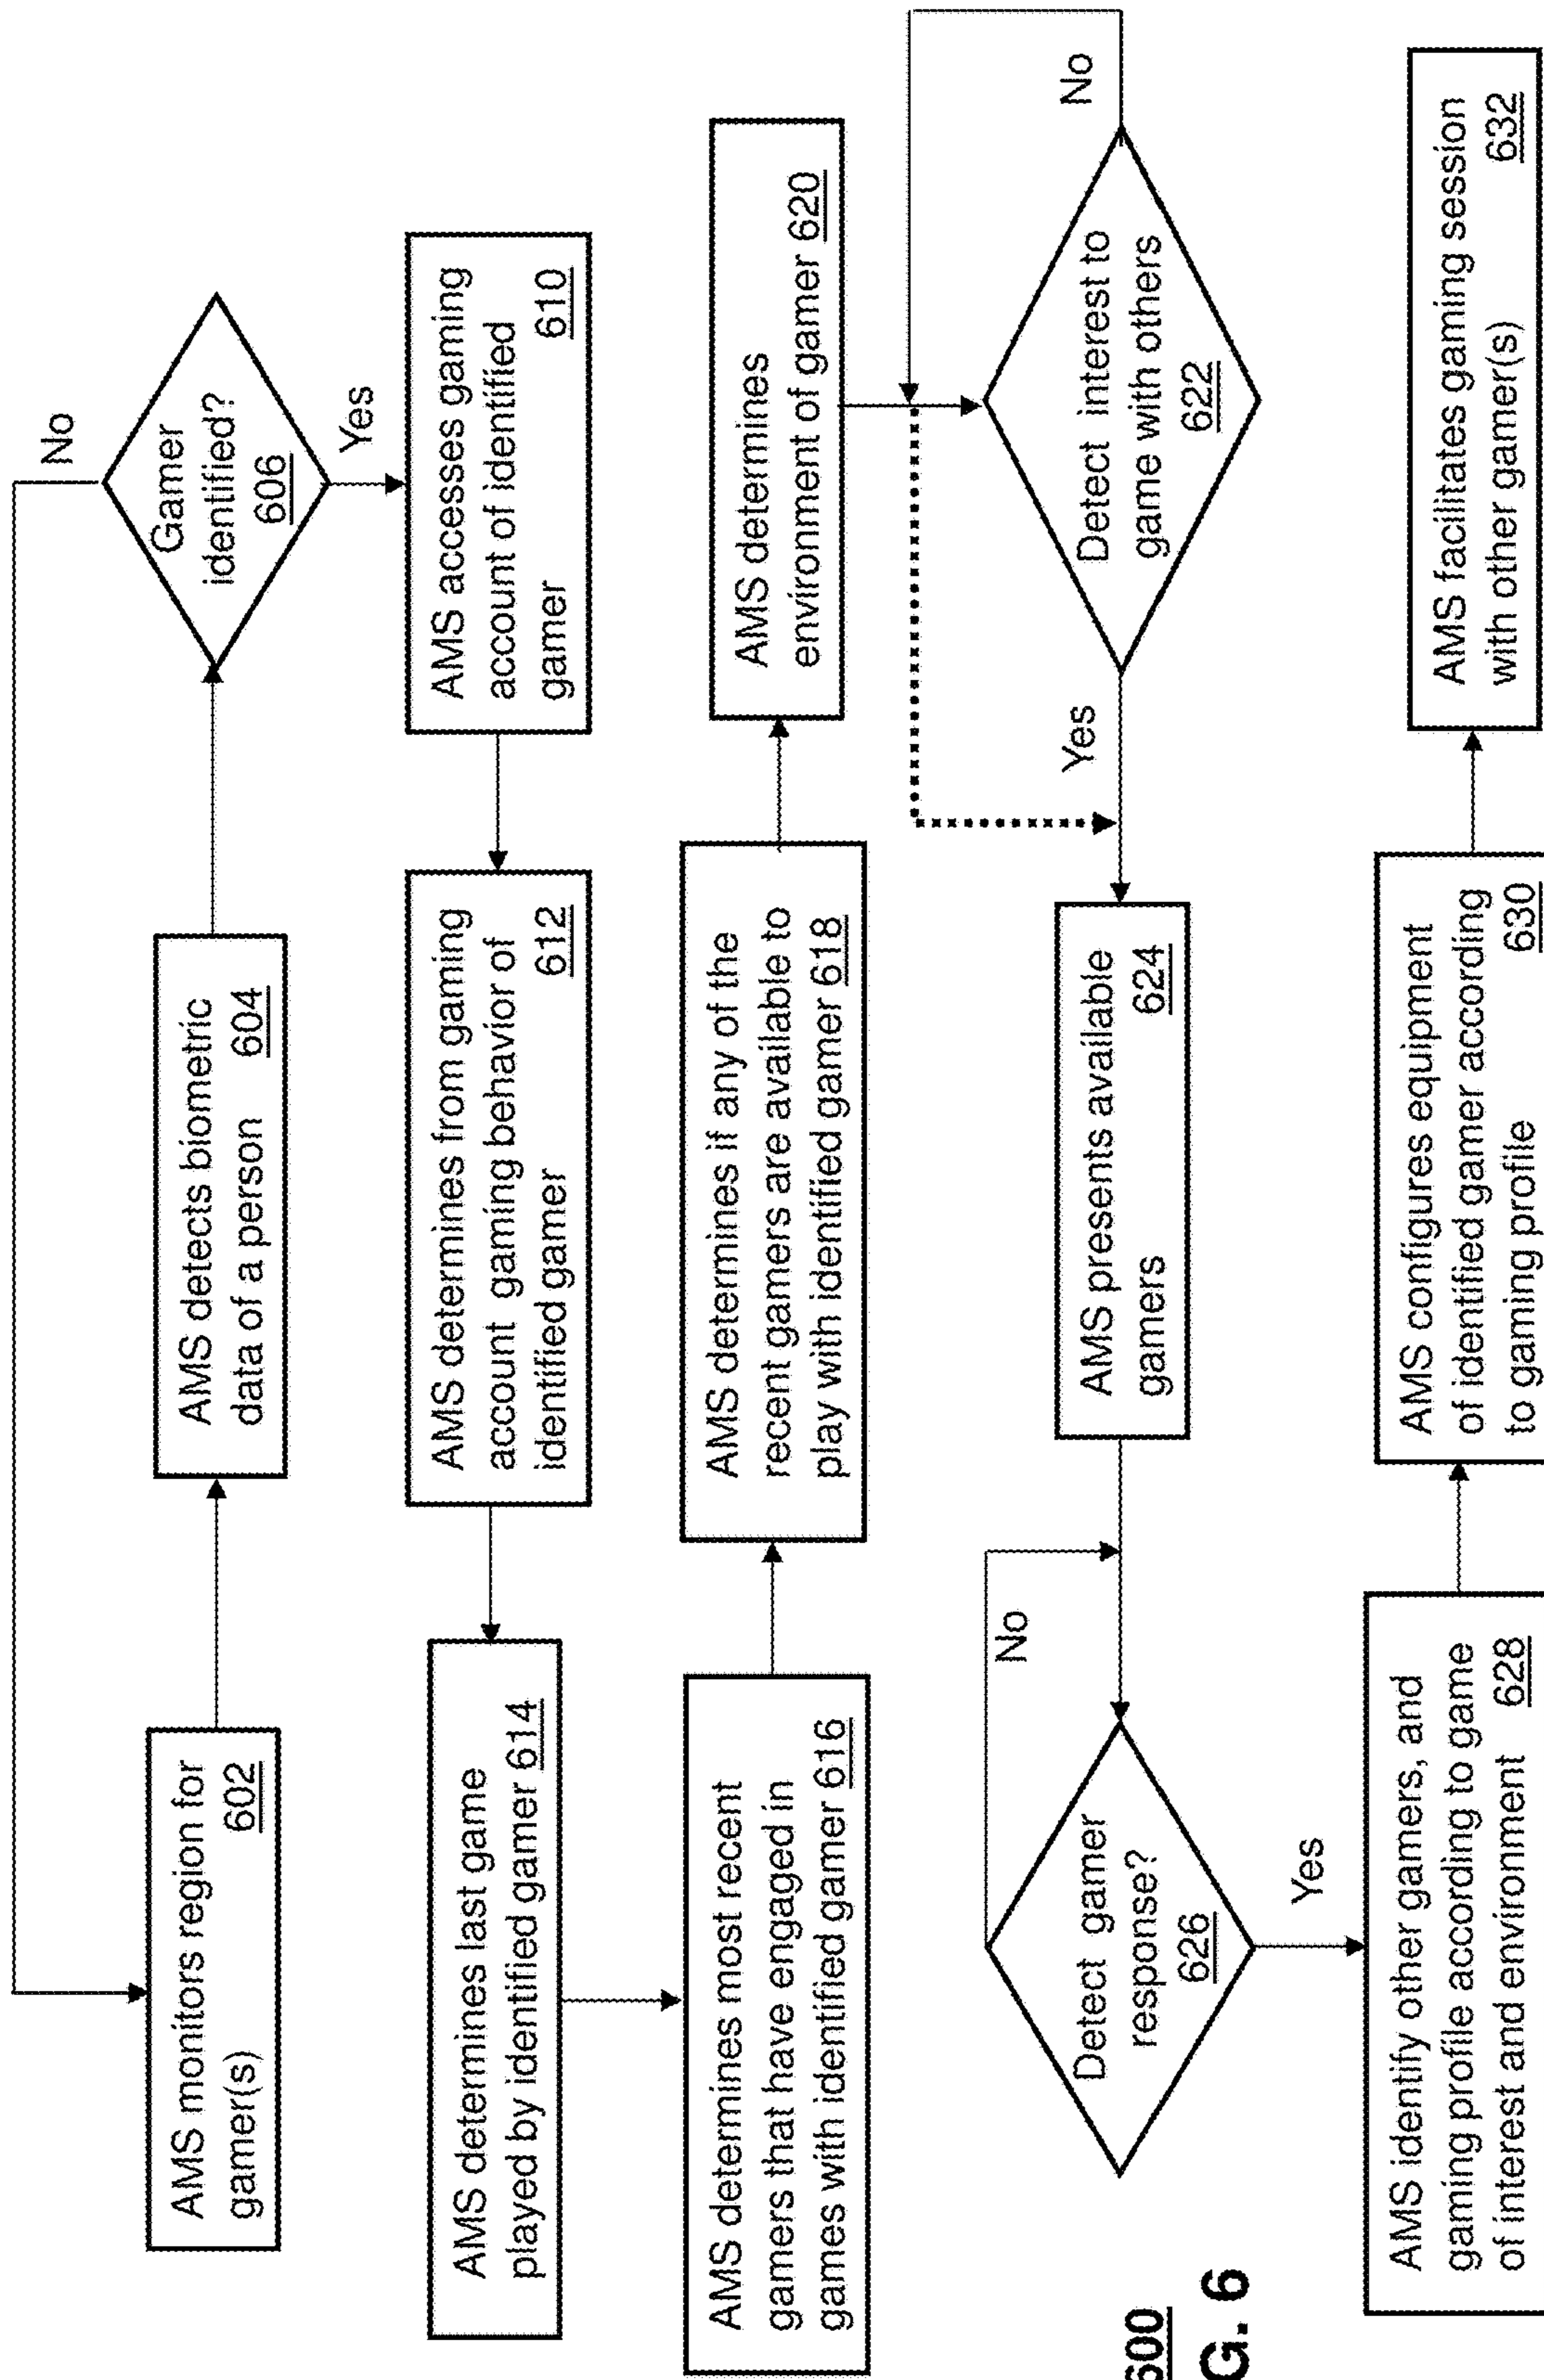 No
AMS monitors region for
gamer(s) 602
AMS detects biometric
data of a person 604
Gamer
identified?
606
Yes
AMS accesses gaming
account of identified
gamer 610
AMS determines from gaming
account gaming behavior of
identified gamer 612
AMS determines last game
played by identified gamer 614
AMS determines most recent
gamers that have engaged in
games with identified gamer 616
AMS determines if any of the
recent gamers are available to
play with identified gamer 618
AMS determines
environment of gamer 620
No
Detect interest to
game with others
622
Yes
AMS presents available
gamers 624
No
Detect gamer
response?
626
Yes
AMS identify other gamers, and
gaming profile according to game
of interest and environment 628
AMS configures equipment
of identified gamer according
to gaming profile 630
AMS facilitates gaming session
with other gamer(s) 632
600
G. 6